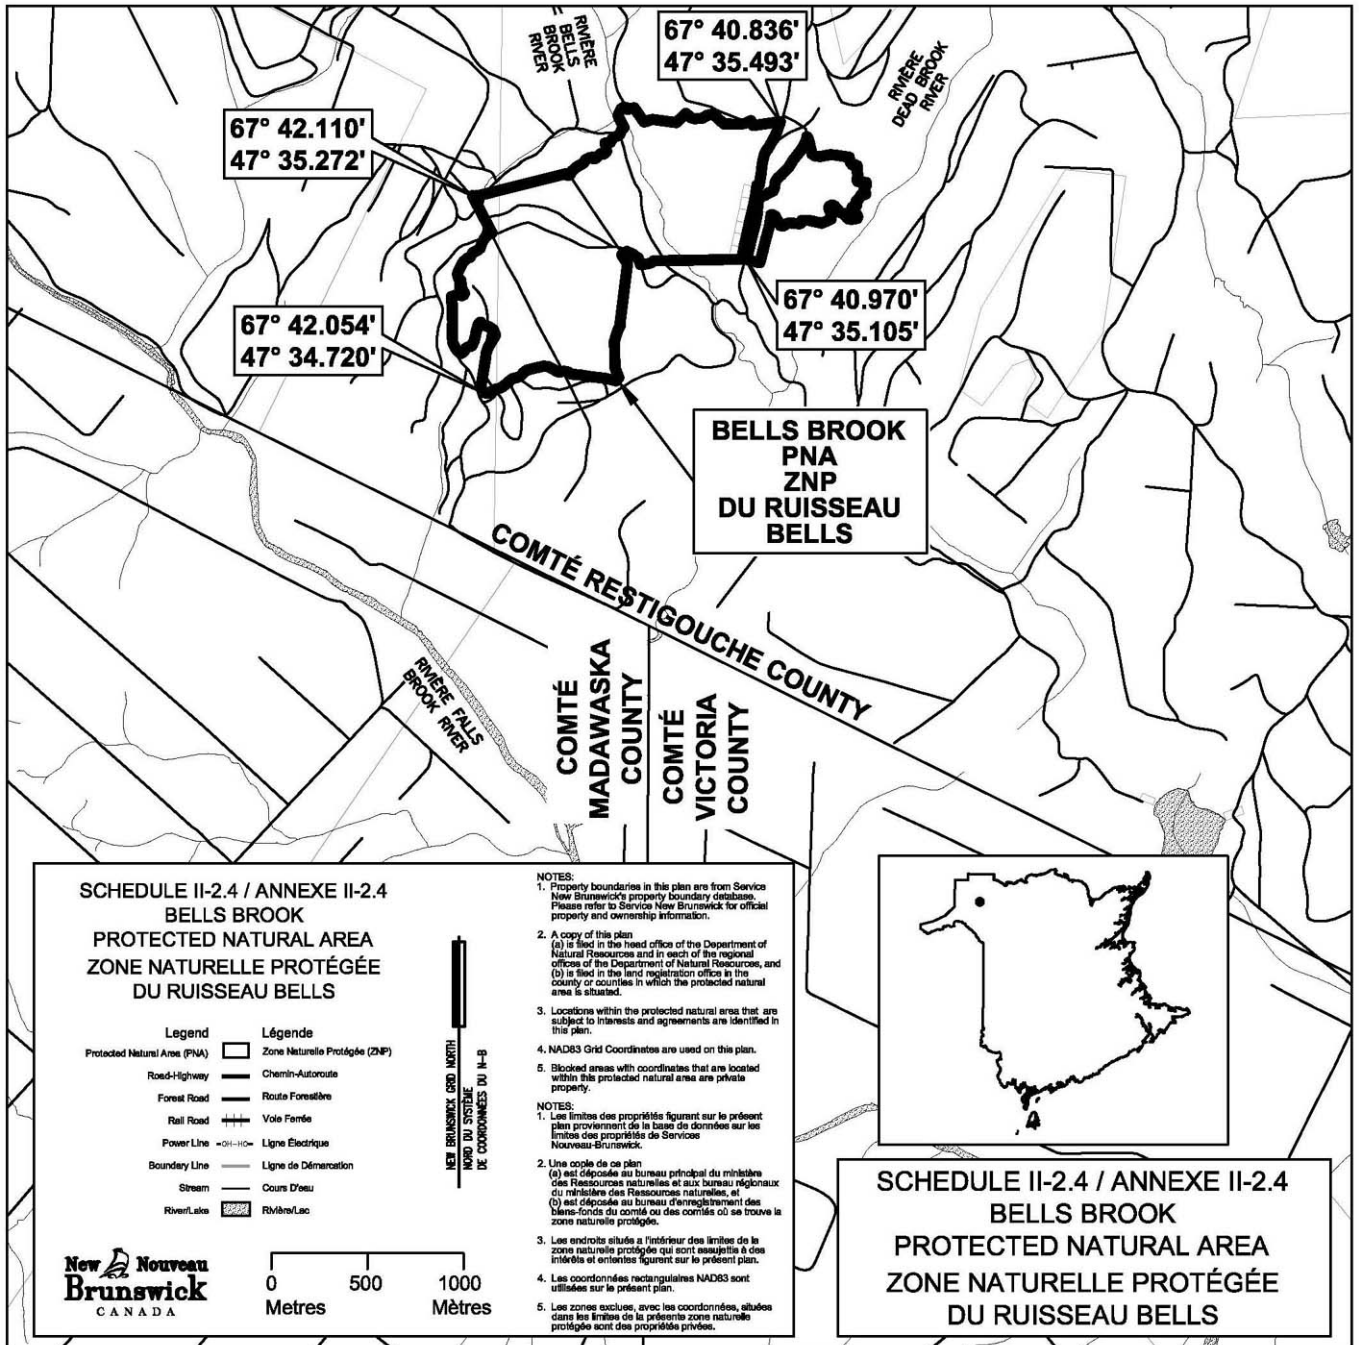 RIVIÈRE
BELLS
BROOK
RIVER
67° 40.836'
47° 35.493'
RIVIÈRE
DEAD BROOK
RIVER
67° 42.110'
47° 35.272'
67° 40.970'
47° 35.105'
67° 42.054'
47° 34.720'
BELLS BROOK
PNA
ZNP
DU RUISSEAU
BELLS
COMTÉ RESTIGOUCHE COUNTY
RIVIÈRE FALLS
BROOK RIVER
COMTÉ
MADAWASKA
COUNTY
COMTÉ
VICTORIA
COUNTY
SCHEDULE II-2.4 / ANNEXE II-2.4
BELLS BROOK
PROTECTED NATURAL AREA
ZONE NATURELLE PROTÉGÉE
DU RUISSEAU BELLS
Legend Légende
Protected Natural Area (PNA) Zone Naturelle Protégée (ZNP)
Road-Highway Chemin-Autoroute
Forest Road Route Forestière
Rail Road Voie Ferrée
Power Line -OH-HO- Ligne Électrique
Boundary Line Ligne de Démarcation
Stream Cours D'eau
River/Lake Rivière/Lac
NEW BRUNSWICK GRID NORTH
NORD DU SYSTÈME
DE COORDONNÉES DU N-B
New Nouveau
Brunswick
CANADA
0 500 1000
Metres Mètres
NOTES:
1. Property boundaries in this plan are from Service
New Brunswick's property boundary database.
Please refer to Service New Brunswick for official
property and ownership information.
2. A copy of this plan
(a) is filed in the head office of the Department of
Natural Resources and in each of the regional
offices of the Department of Natural Resources, and
(b) is filed in the land registration office in the
county or counties in which the protected natural
area is situated.
3. Locations within the protected natural area that are
subject to interests and agreements are identified in
this plan.
4. NAD83 Grid Coordinates are used on this plan.
5. Blocked areas with coordinates that are located
within this protected natural area are private
property.
NOTES:
1. Les limites des propriétés figurant sur le présent
plan proviennent de la base de données sur les
limites des propriétés de Services
Nouveau-Brunswick.
2. Une copie de ce plan
(a) est déposée au bureau principal du ministère
des Ressources naturelles et aux bureau régionaux
du ministère des Ressources naturelles, et
(b) est déposée au bureau d'enregistrement des
biens-fonds du comté ou des comtés où se trouve la
zone naturelle protégée.
3. Les endroits situés a l'intérieur des limites de la
zone naturelle protégée qui sont assujettis à des
intérêts et ententes figurent sur le présent plan.
4. Les coordonnées rectangulaires NAD83 sont
utilisées sur le présent plan.
5. Les zones exclues, avec les coordonnées, situées
dans les limites de la présente zone naturelle
protégée sont des propriétés privées.
SCHEDULE II-2.4 / ANNEXE II-2.4
BELLS BROOK
PROTECTED NATURAL AREA
ZONE NATURELLE PROTÉGÉE
DU RUISSEAU BELLS